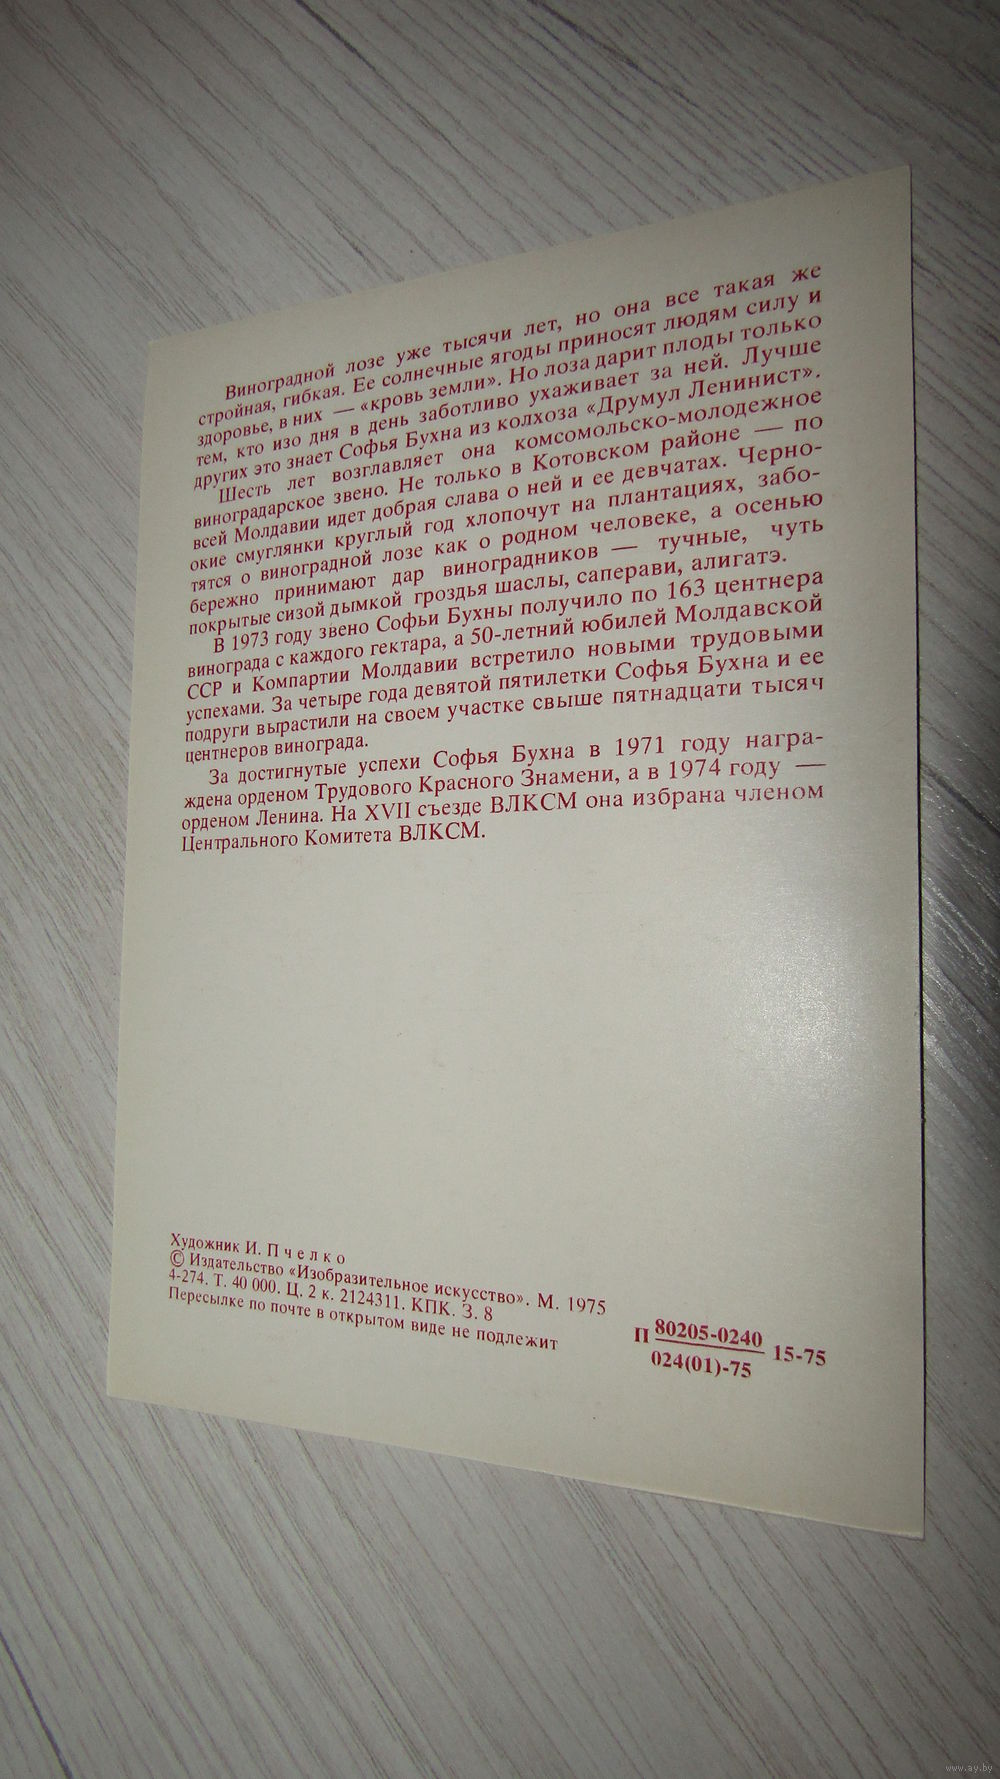 Виноградной лозе уже тысячи лет, но она все такая же
стройная, гибкая. Ее солнечные ягоды приносят людям силу и
здоровье, в них — «кровь земли». Но лоза дарит плоды только
тем, кто изо дня в день заботливо ухаживает за ней. Лучше
других это знает Софья Бухна из колхоза «Друмул Ленинист».
Шесть лет возглавляет она комсомольско-молодежное
виноградарское звено. Не только в Котовском районе — по
всей Молдавии идет добрая слава о ней и ее девчатах. Черно-
окие смуглянки круглый год хлопочут на плантациях, забо-
тятся о виноградной лозе как о родном человеке, а осенью
бережно принимают дар виноградников — тучные, чуть
покрытые сизой дымкой гроздья шаслы, саперави, алигатэ.
В 1973 году звено Софьи Бухны получило по 163 центнера
винограда с каждого гектара, а 50-летний юбилей Молдавской
ССР и Компартии Молдавии встретило новыми трудовыми
успехами. За четыре года девятой пятилетки Софья Бухна и ее
подруги вырастили на своем участке свыше пятнадцати тысяч
центнеров винограда.
За достигнутые успехи Софья Бухна в 1971 году награ-
ждена орденом Трудового Красного Знамени, а в 1974 году —
орденом Ленина. На XVII съезде ВЛКСМ она избрана членом
Центрального Комитета ВЛКСМ.
Художник И. Пчелко
© Издательство «Изобразительное искусство». М. 1975
4-274. Т. 40 000. Ц. 2 к. 2124311. КПК. З. 8
Пересылке по почте в открытом виде не подлежит
П 80205-0240 15-75
024(01)-75
www.ay.by